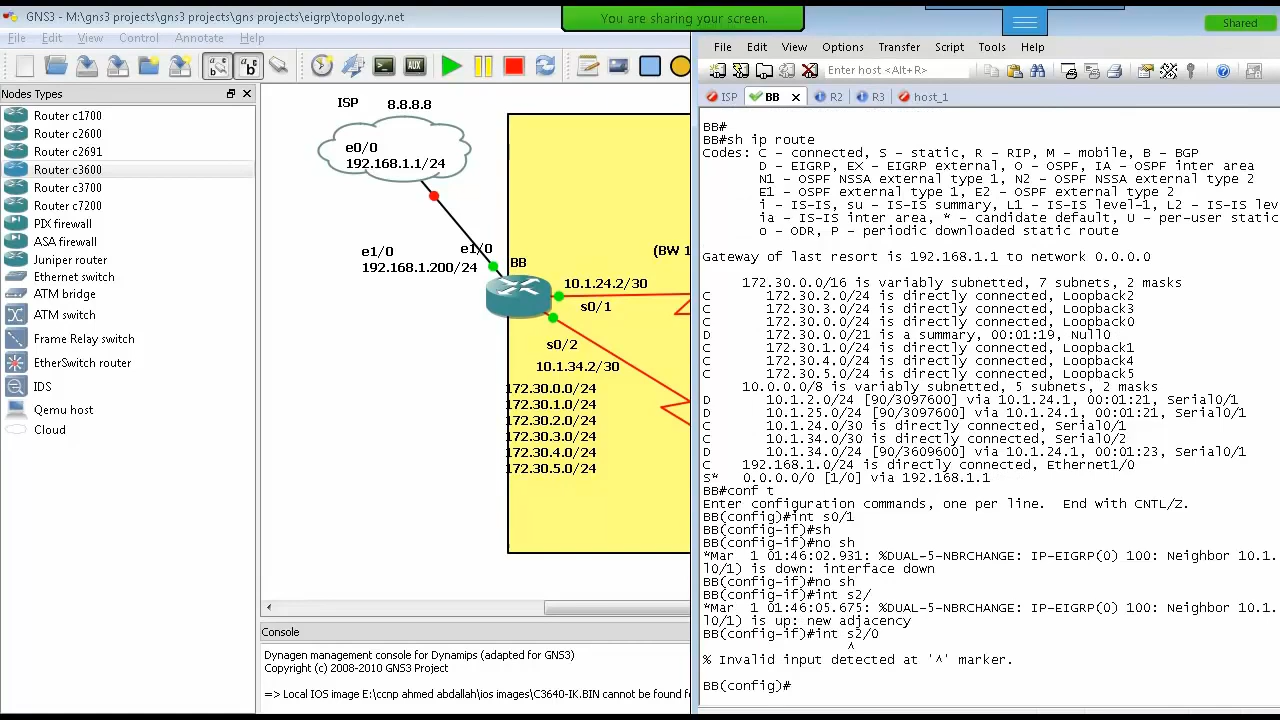 GNS3 - M:\gns3 projects\gns3 projects\gns projects\eigrp\topology.net
You are sharing your screen.
Shared
File Edit View Control Annotate Help
File Edit View Options Transfer Script Tools Help
AUX
Enter host <Alt+R>
Nodes Types
Router c1700
Router c2600
Router c2691
Router c3600
Router c3700
Router c7200
PIX firewall
ASA firewall
Juniper router
Ethernet switch
ATM bridge
ATM switch
Frame Relay switch
EtherSwitch router
IDS
Qemu host
Cloud
ISP 8.8.8.8
e0/0
192.168.1.1/24
e1/0
192.168.1.200/24
e1/0
BB
(BW 1
10.1.24.2/30
s0/1
s0/2
10.1.34.2/30
172.30.0.0/24
172.30.1.0/24
172.30.2.0/24
172.30.3.0/24
172.30.4.0/24
172.30.5.0/24
Console
Dynagen management console for Dynamips (adapted for GNS3)
Copyright (c) 2008-2010 GNS3 Project
=> Local IOS image E:\ccnp ahmed abdallah\ios images\C3640-IK.BIN cannot be found f
ISP BB R2 R3 host_1
BB#
BB#sh ip route
Codes: C - connected, S - static, R - RIP, M - mobile, B - BGP
D - EIGRP, EX - EIGRP external, O - OSPF, IA - OSPF inter area
N1 - OSPF NSSA external type 1, N2 - OSPF NSSA external type 2
E1 - OSPF external type 1, E2 - OSPF external type 2
i - IS-IS, su - IS-IS summary, L1 - IS-IS level-1, L2 - IS-IS lev
ia - IS-IS inter area, * - candidate default, U - per-user static
o - ODR, P - periodic downloaded static route
Gateway of last resort is 192.168.1.1 to network 0.0.0.0
172.30.0.0/16 is variably subnetted, 7 subnets, 2 masks
C 172.30.2.0/24 is directly connected, Loopback2
C 172.30.3.0/24 is directly connected, Loopback3
C 172.30.0.0/24 is directly connected, Loopback0
D 172.30.0.0/21 is a summary, 00:01:19, Null0
C 172.30.1.0/24 is directly connected, Loopback1
C 172.30.4.0/24 is directly connected, Loopback4
C 172.30.5.0/24 is directly connected, Loopback5
10.0.0.0/8 is variably subnetted, 5 subnets, 2 masks
D 10.1.2.0/24 [90/3097600] via 10.1.24.1, 00:01:21, Serial0/1
D 10.1.25.0/24 [90/3097600] via 10.1.24.1, 00:01:21, Serial0/1
C 10.1.24.0/30 is directly connected, Serial0/1
C 10.1.34.0/30 is directly connected, Serial0/2
D 10.1.34.0/24 [90/3609600] via 10.1.24.1, 00:01:23, Serial0/1
C 192.168.1.0/24 is directly connected, Ethernet1/0
S* 0.0.0.0/0 [1/0] via 192.168.1.1
BB#conf t
Enter configuration commands, one per line. End with CNTL/Z.
BB(config)#int s0/1
BB(config-if)#sh
BB(config-if)#no sh
*Mar 1 01:46:02.931: %DUAL-5-NBRCHANGE: IP-EIGRP(0) 100: Neighbor 10.1.
l0/1) is down: interface down
BB(config-if)#no sh
BB(config-if)#int s2/
*Mar 1 01:46:05.675: %DUAL-5-NBRCHANGE: IP-EIGRP(0) 100: Neighbor 10.1.
l0/1) is up: new adjacency
BB(config-if)#int s2/0
^
% Invalid input detected at '^' marker.
BB(config)#